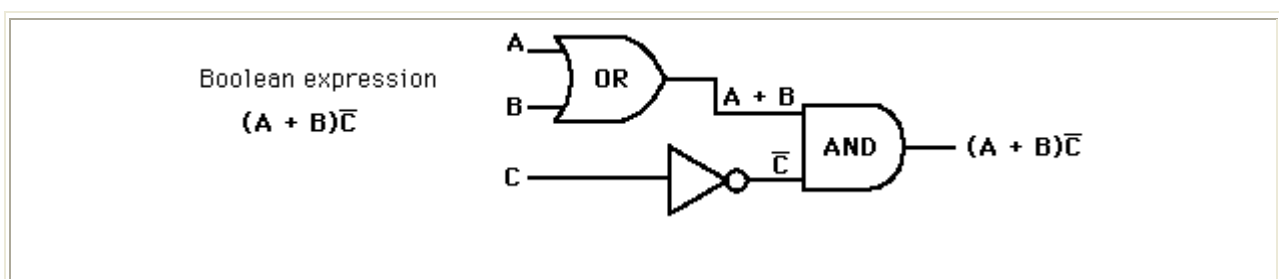 Boolean expression
(A + B)C̅
A
B
OR
A + B
C
C̅
AND
(A + B)C̅